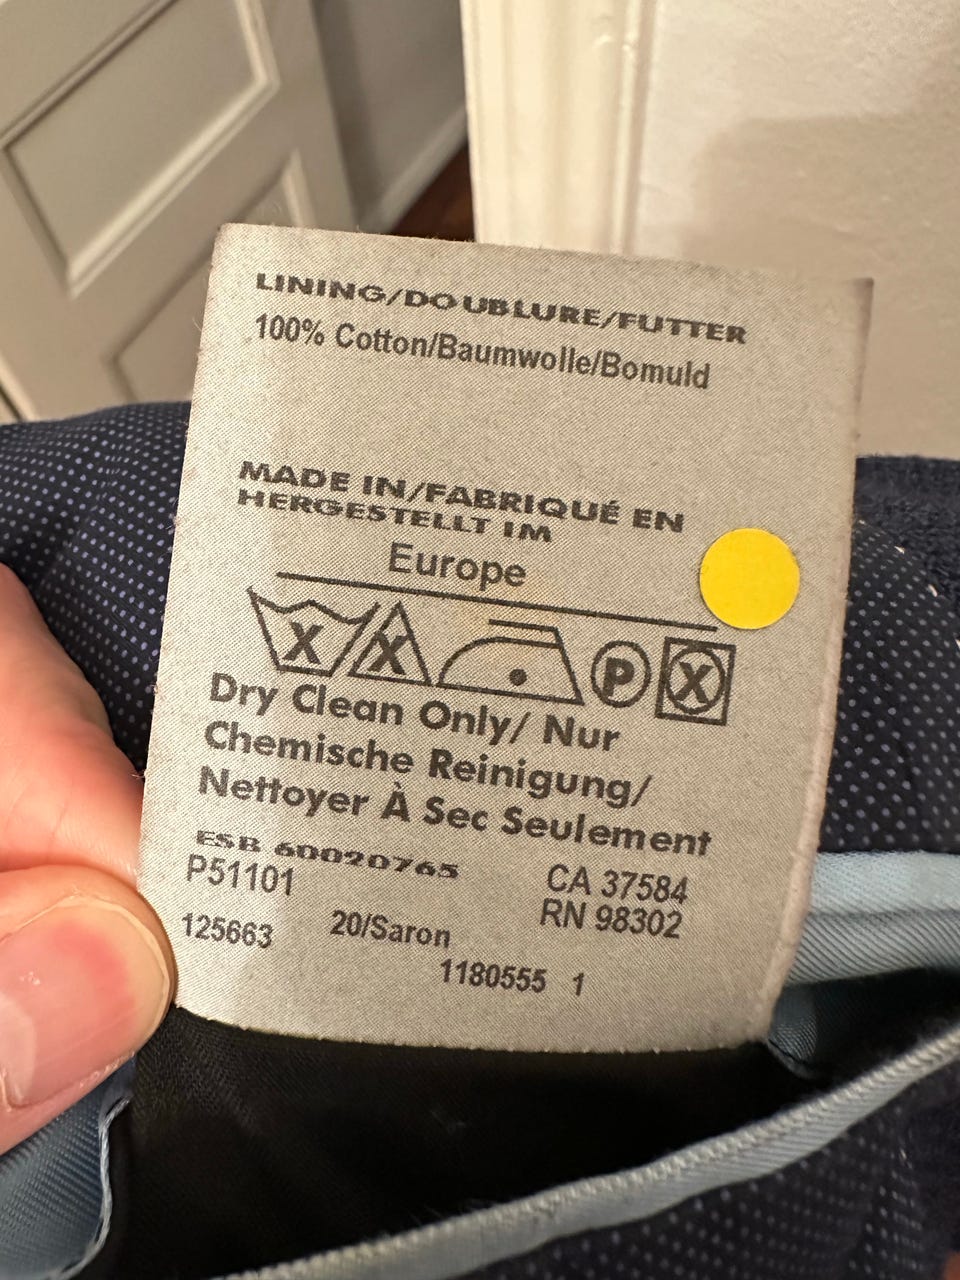 LINING/DOUBLURE/FUTTER
100% Cotton/Baumwolle/Bomuld
MADE IN/FABRIQUÉ EN
HERGESTELLT IM
Europe
X X P X
Dry Clean Only/ Nur
Chemische Reinigung/
Nettoyer À Sec Seulement
ESB 60020765
P51101 CA 37584
RN 98302
125663 20/Saron
1180555 1